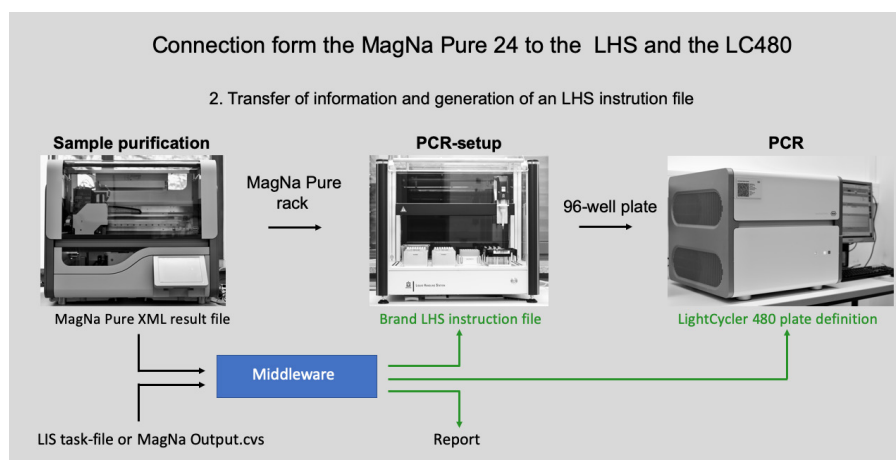 Connection form the MagNa Pure 24 to the LHS and the LC480
2. Transfer of information and generation of an LHS instrution file
Sample purification
PCR-setup
PCR
MagNa Pure
rack
96-well plate
MagNa Pure XML result file
Brand LHS instruction file
LightCycler 480 plate definition
Middleware
LIS task-file or MagNa Output.cvs
Report